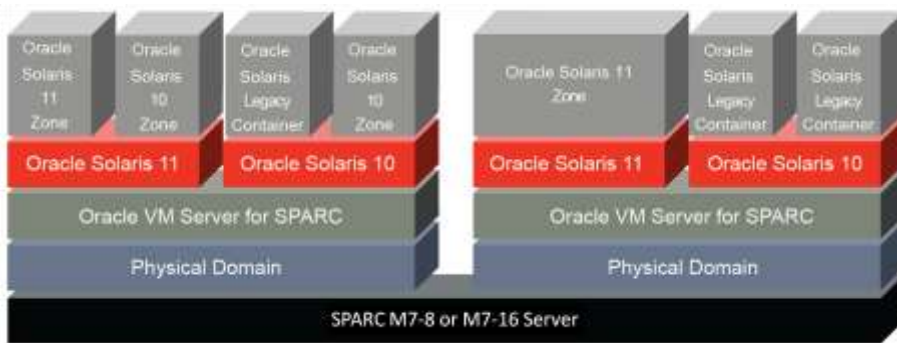 Oracle
Solaris
11
Zone
Oracle
Solaris
10
Zone
Oracle
Solaris
Legacy
Container
Oracle
Solaris
10
Zone
Oracle Solaris 11
Zone
Oracle
Solaris
Legacy
Container
Oracle
Solaris
Legacy
Container
Oracle Solaris 11
Oracle Solaris 10
Oracle Solaris 11
Oracle Solaris 10
Oracle VM Server for SPARC
Oracle VM Server for SPARC
Physical Domain
Physical Domain
SPARC M7-8 or M7-16 Server